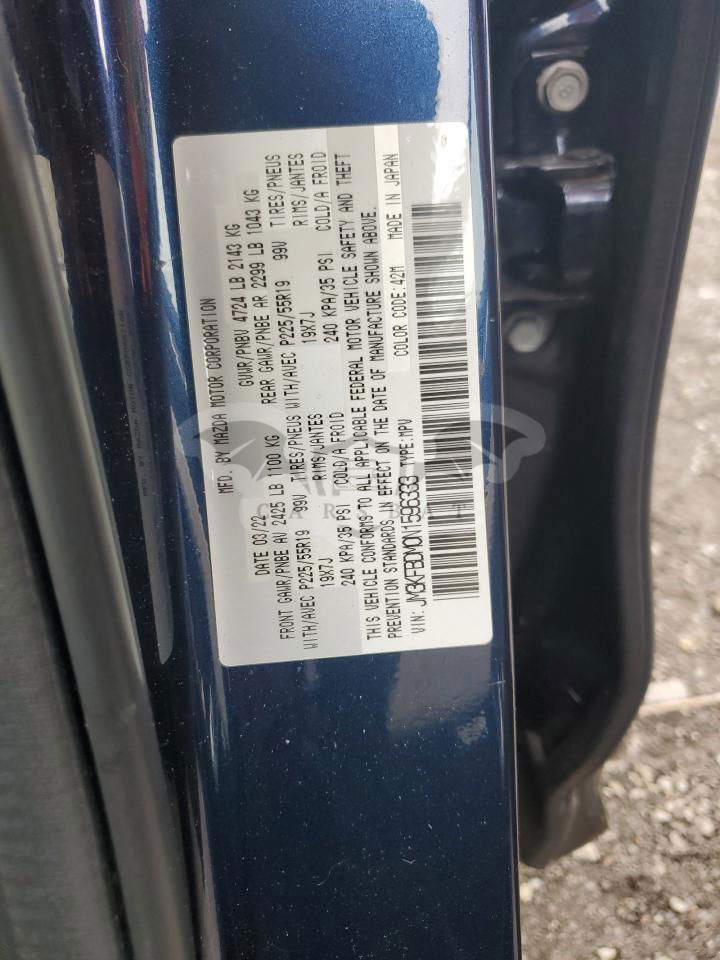 MFD. BY MAZDA MOTOR CORPORATION
DATE 03/22 GVWR/PNBV 4724 LB 2143 KG
FRONT GAWR/PNBE AV 2425 LB 1100 KG REAR GAWR/PNBE AR 2299 LB 1043 KG
WITH/AVEC P225/55R19 99V TIRES/PNEUS WITH/AVEC P225/55R19 99V TIRES/PNEUS
19X7J RIMS/JANTES 19X7J RIMS/JANTES
240 KPA/35 PSI COLD/A FROID 240 KPA/35 PSI COLD/A FROID
THIS VEHICLE CONFORMS TO ALL APPLICABLE FEDERAL MOTOR VEHICLE SAFETY AND THEFT
PREVENTION STANDARDS IN EFFECT ON THE DATE OF MANUFACTURE SHOWN ABOVE.
VIN: JM3KFBDM0N1596333 TYPE:MPV COLOR CODE:42M MADE IN JAPAN
CARBAT